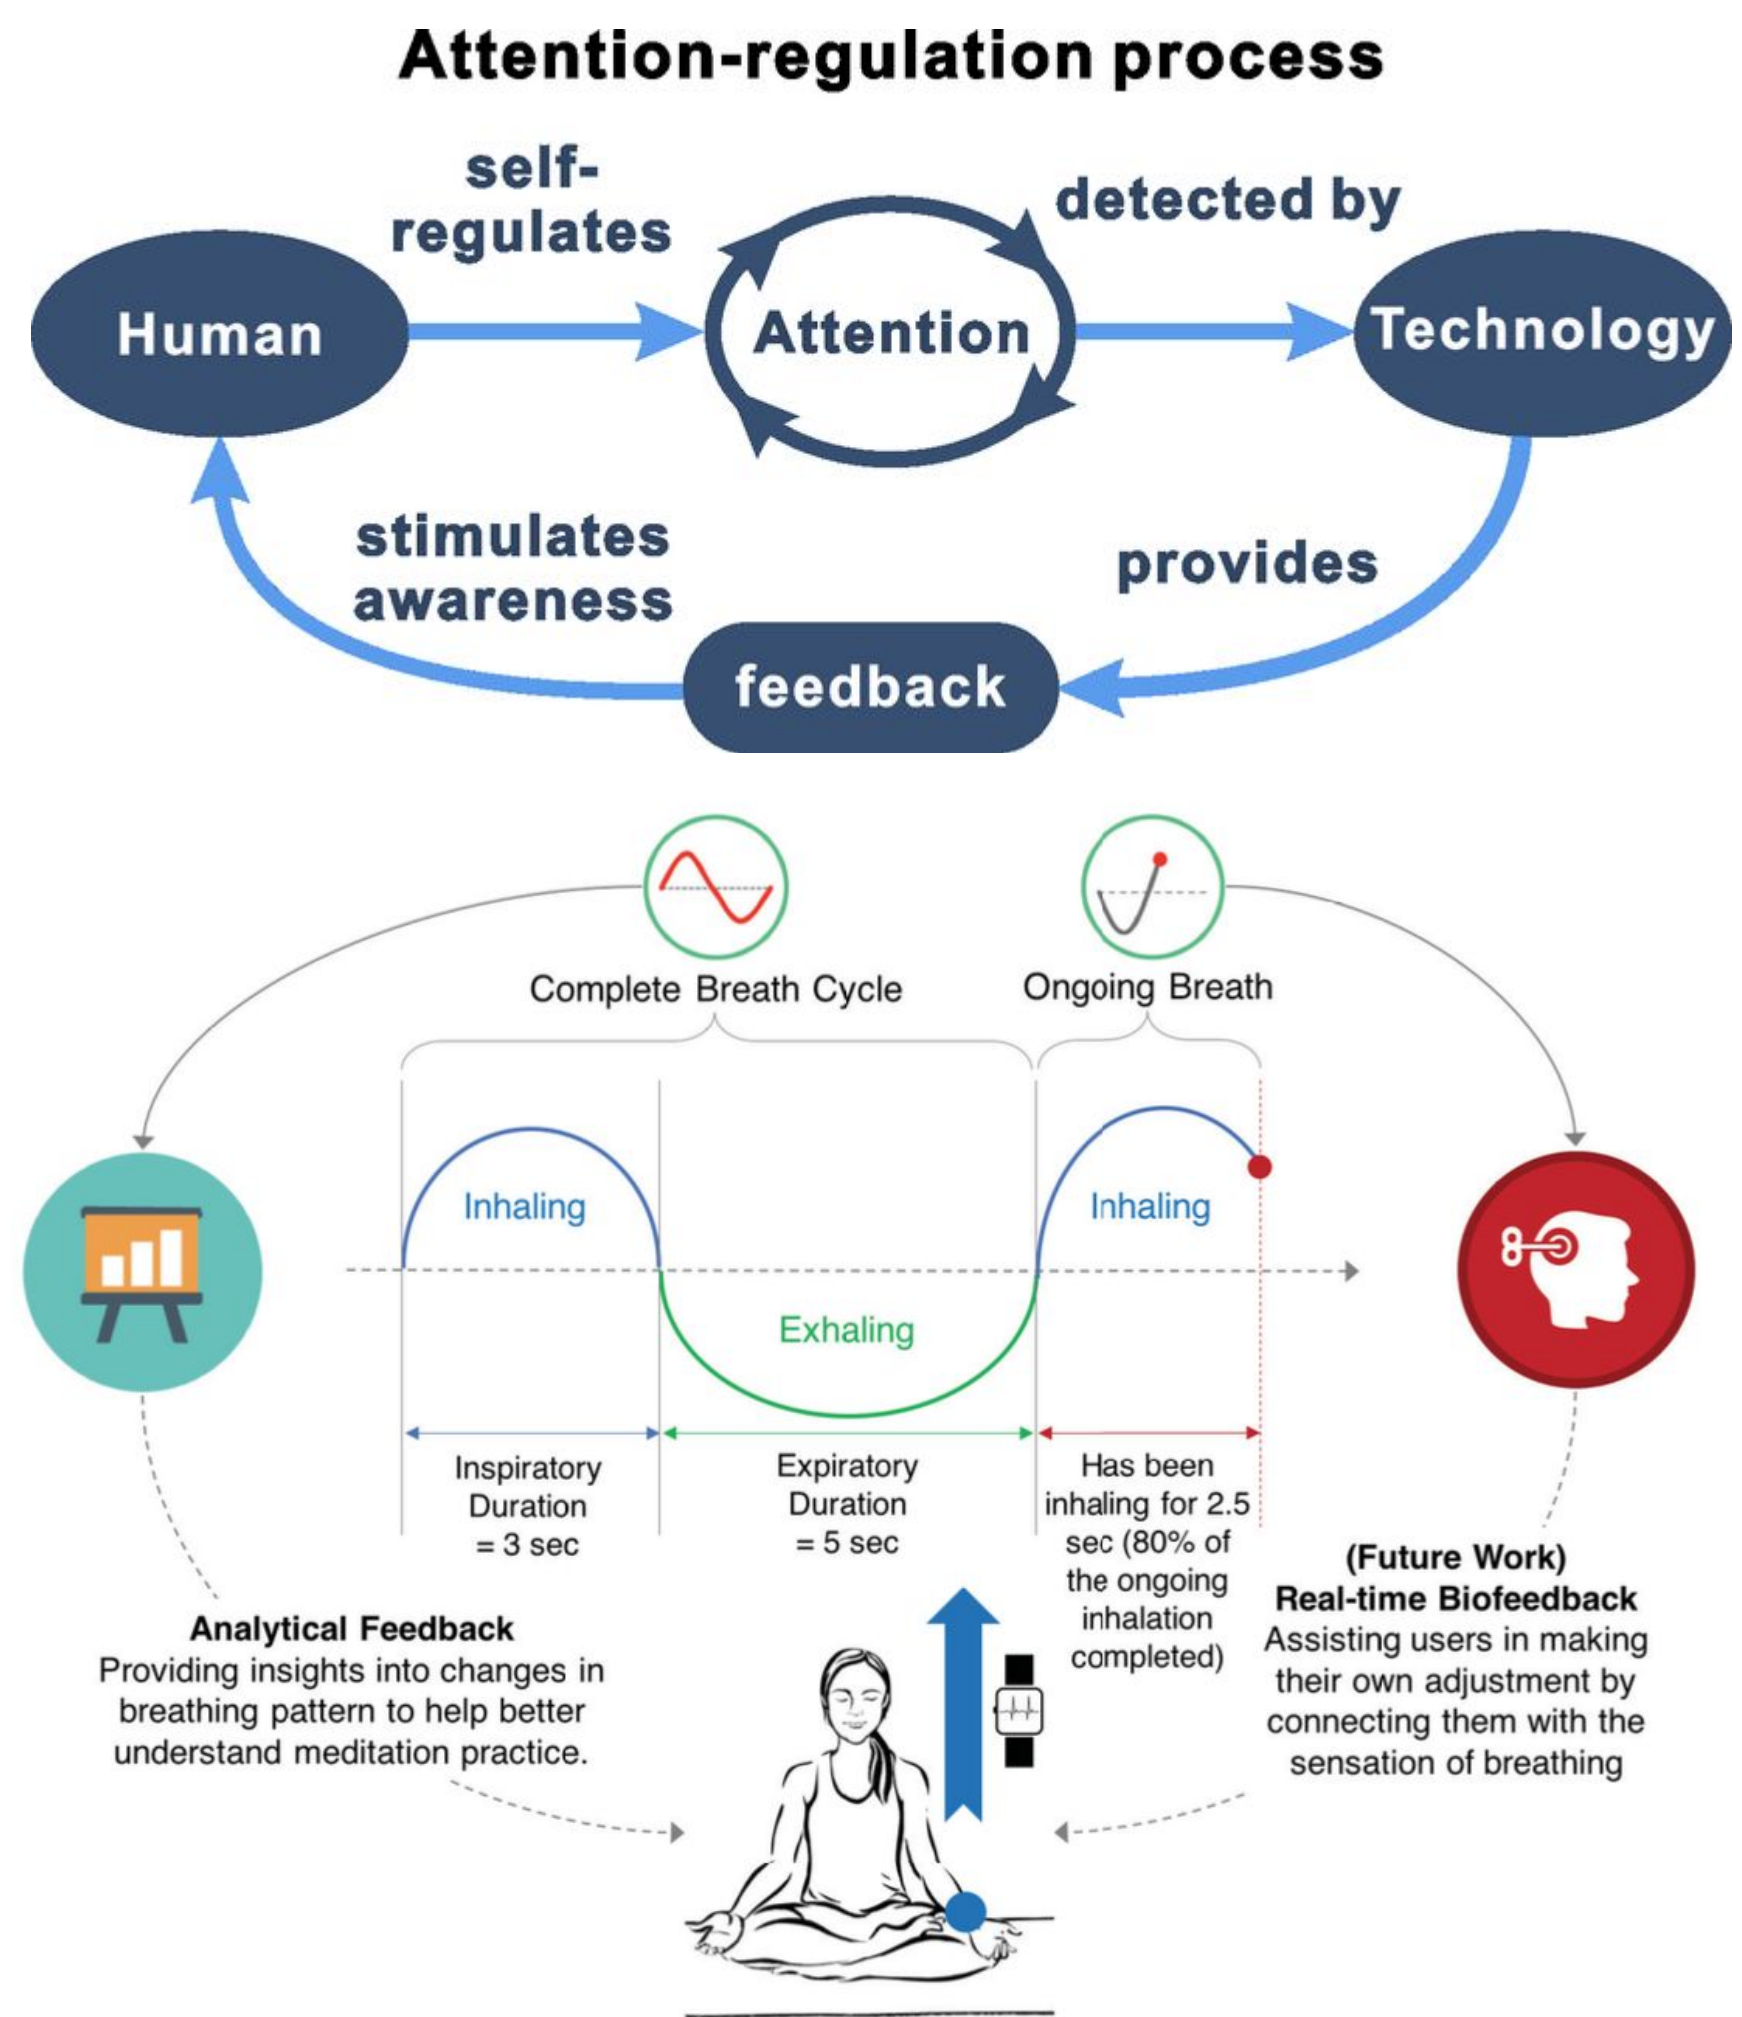 Attention-regulation process
self-
regulates
detected by
Human
Attention
Technology
stimulates
awareness
provides
feedback
Complete Breath Cycle
Ongoing Breath
Inhaling
Inhaling
Exhaling
Inspiratory
Duration
= 3 sec
Expiratory
Duration
= 5 sec
Has been
inhaling for 2.5
sec (80% of
the ongoing
inhalation
completed)
Analytical Feedback
Providing insights into changes in
breathing pattern to help better
understand meditation practice.
(Future Work)
Real-time Biofeedback
Assisting users in making
their own adjustment by
connecting them with the
sensation of breathing